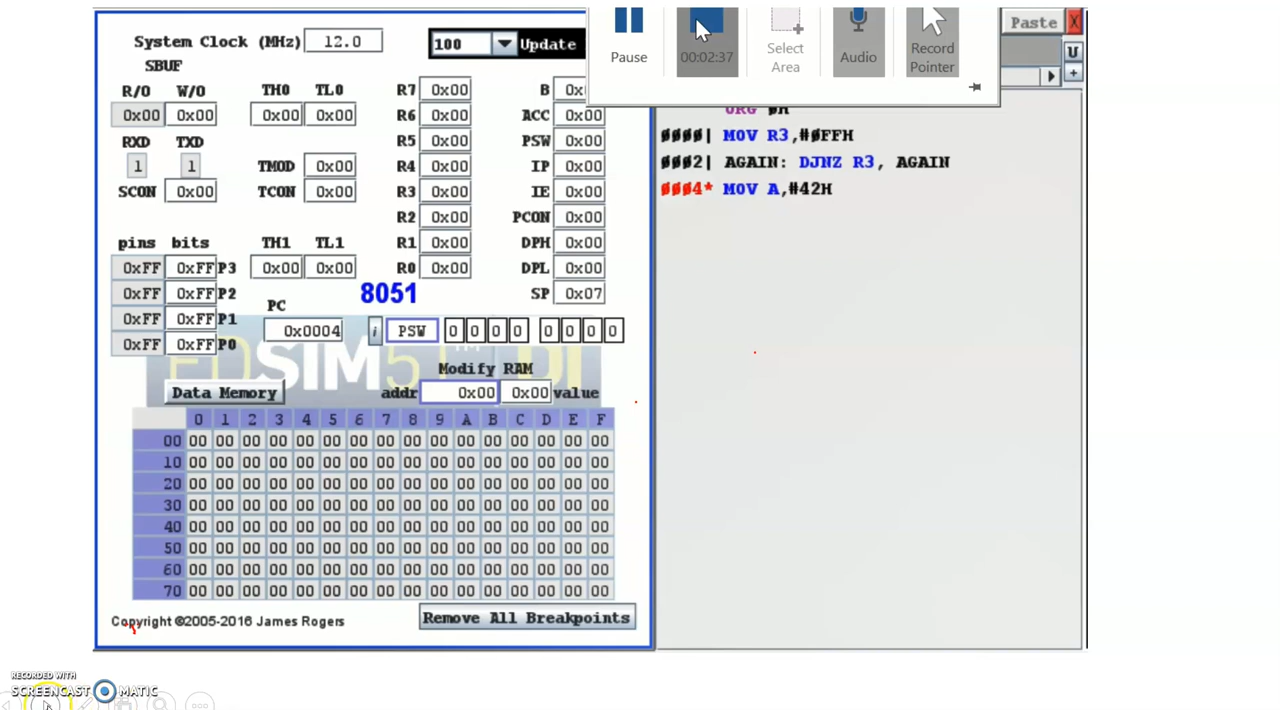 System Clock (MHz) 12.0 100 Update
SBUF
R/O W/O TH0 TL0 R7 0x00 B
0x00 0x00 0x00 0x00 R6 0x00 ACC 0x00
RXD TXD R5 0x00 PSW 0x00
1 1 TMOD 0x00 R4 0x00 IP 0x00
SCON 0x00 TCON 0x00 R3 0x00 IE 0x00
R2 0x00 PCON 0x00
pins bits TH1 TL1 R1 0x00 DPH 0x00
0xFF 0xFF P3 0x00 0x00 R0 0x00 DPL 0x00
0xFF 0xFF P2 8051 SP 0x07
0xFF 0xFF P1 PC
0xFF 0xFF P0 0x0004 i PSW 0 0 0 0 0 0 0 0
EDSIM51 DI
Modify RAM
Data Memory addr 0x00 0x00 value
0 1 2 3 4 5 6 7 8 9 A B C D E F
00 00 00 00 00 00 00 00 00 00 00 00 00 00 00 00 00
10 00 00 00 00 00 00 00 00 00 00 00 00 00 00 00 00
20 00 00 00 00 00 00 00 00 00 00 00 00 00 00 00 00
30 00 00 00 00 00 00 00 00 00 00 00 00 00 00 00 00
40 00 00 00 00 00 00 00 00 00 00 00 00 00 00 00 00
50 00 00 00 00 00 00 00 00 00 00 00 00 00 00 00 00
60 00 00 00 00 00 00 00 00 00 00 00 00 00 00 00 00
70 00 00 00 00 00 00 00 00 00 00 00 00 00 00 00 00
Copyright ©2005-2016 James Rogers Remove All Breakpoints
Pause 00:02:37 Select Area Audio Record Pointer
Paste X
U
+
ORG 0H
0000| MOV R3,#0FFH
0002| AGAIN: DJNZ R3, AGAIN
0004* MOV A,#42H
RECORDED WITH
SCREENCAST MATIC